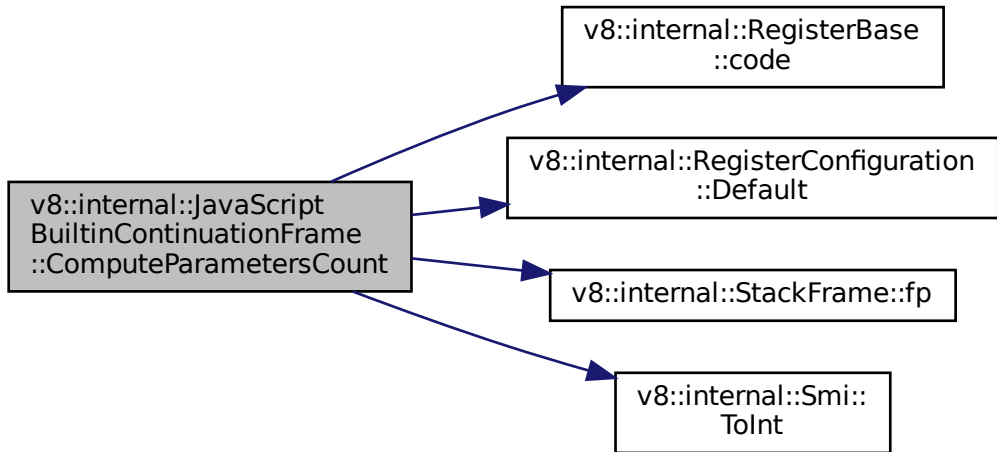 v8::internal::RegisterBase
::code
v8::internal::RegisterConfiguration
::Default
v8::internal::JavaScript
BuiltinContinuationFrame
::ComputeParametersCount
v8::internal::StackFrame::fp
v8::internal::Smi::
ToInt